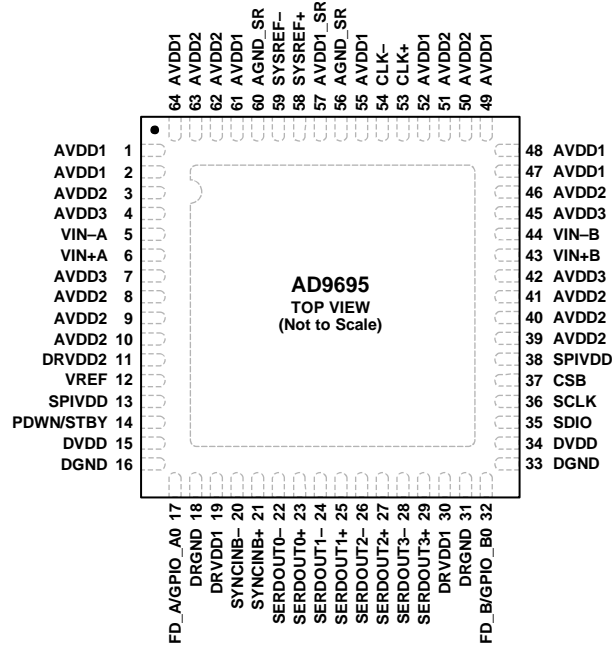 64 AVDD1
63 AVDD2
62 AVDD2
61 AVDD1
60 AGND_SR
59 SYSREF–
58 SYSREF+
57 AVDD1_SR
56 AGND_SR
55 AVDD1
54 CLK–
53 CLK+
52 AVDD1
51 AVDD2
50 AVDD2
49 AVDD1
AVDD1 1
AVDD1 2
AVDD2 3
AVDD3 4
VIN–A 5
VIN+A 6
AVDD3 7
AVDD2 8
AVDD2 9
AVDD2 10
DRVDD2 11
VREF 12
SPIVDD 13
PDWN/STBY 14
DVDD 15
DGND 16
AD9695
TOP VIEW
(Not to Scale)
48 AVDD1
47 AVDD1
46 AVDD2
45 AVDD3
44 VIN–B
43 VIN+B
42 AVDD3
41 AVDD2
40 AVDD2
39 AVDD2
38 SPIVDD
37 CSB
36 SCLK
35 SDIO
34 DVDD
33 DGND
FD_A/GPIO_A0 17
DRGND 18
DRVDD1 19
SYNCINB– 20
SYNCINB+ 21
SERDOUT0– 22
SERDOUT0+ 23
SERDOUT1– 24
SERDOUT1+ 25
SERDOUT2– 26
SERDOUT2+ 27
SERDOUT3– 28
SERDOUT3+ 29
DRVDD1 30
DRGND 31
FD_B/GPIO_B0 32